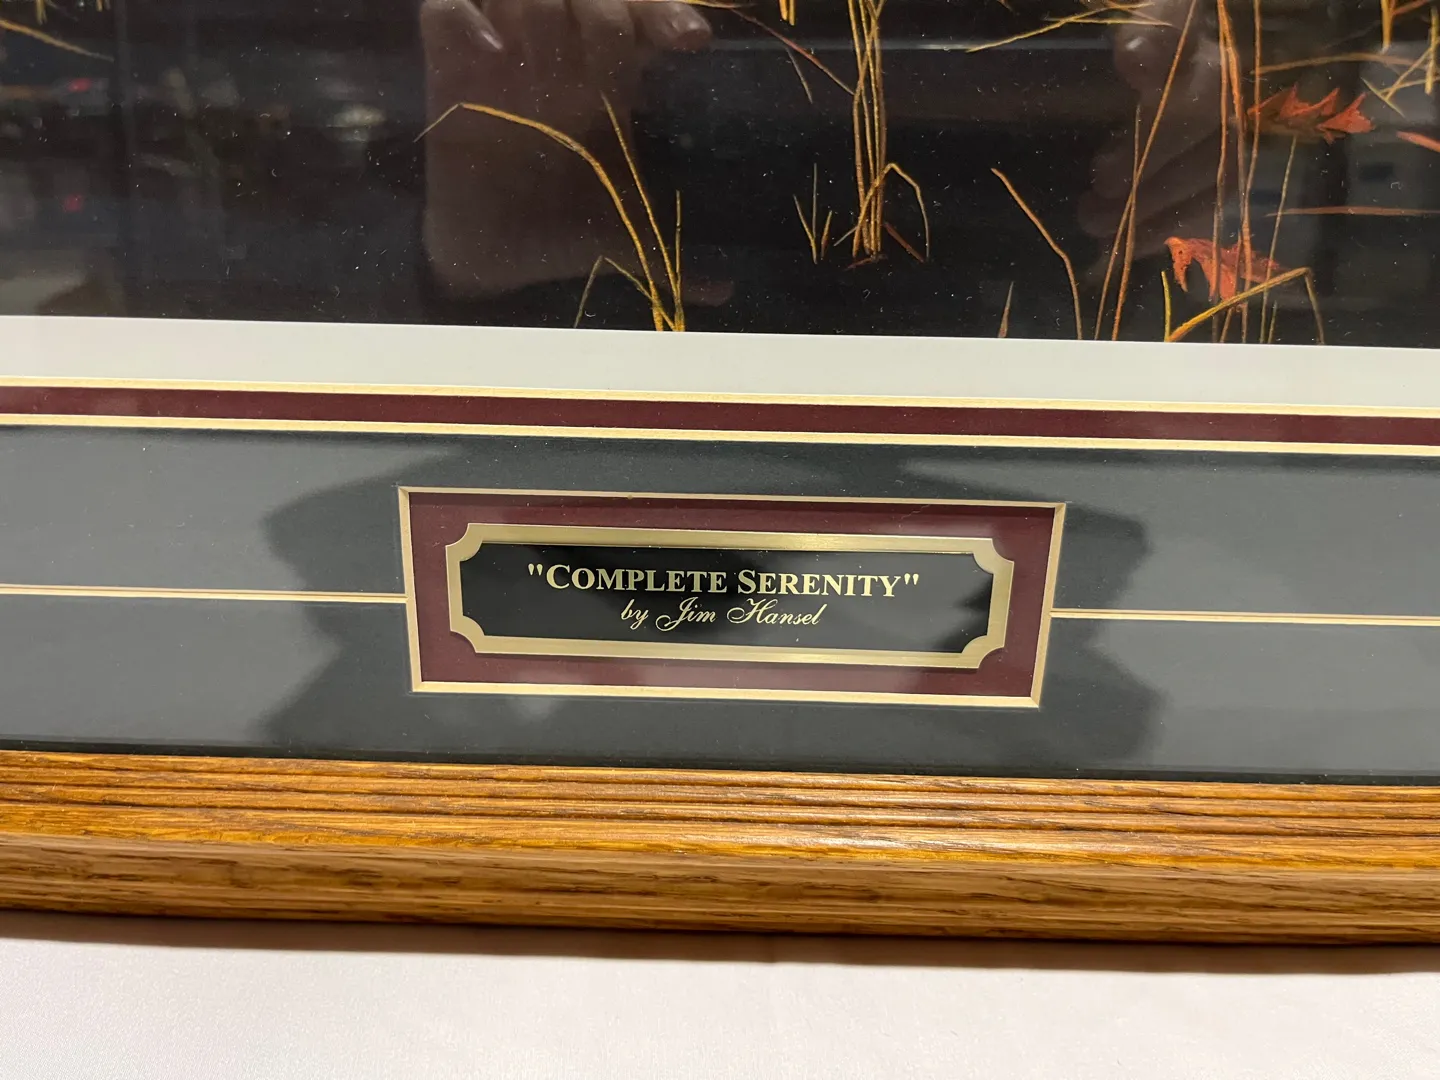 "COMPLETE SERENITY"
by Jim Hansel